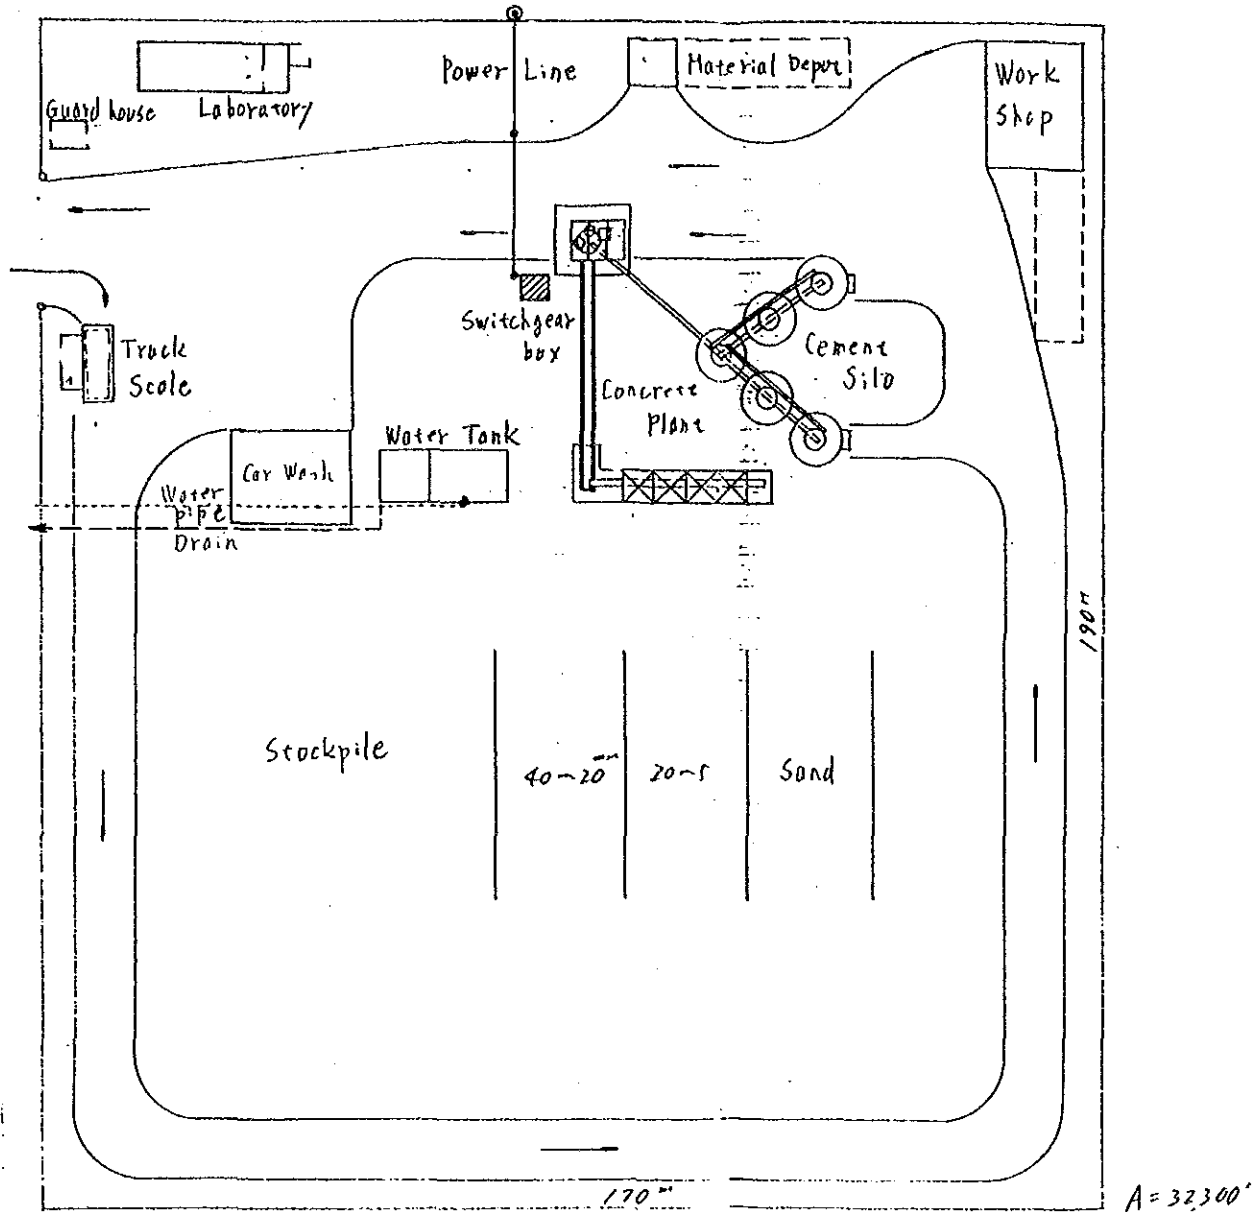 Power Line
Material Depot
Work
Shop
Guard house
Laboratory
Switchgear
box
Truck
Scale
Cement
Silo
Concrete
Plant
Water Tank
Car Wash
Water
pipe
Drain
190m
Stockpile
40~20mm
20~5
Sand
170m
A = 32,300